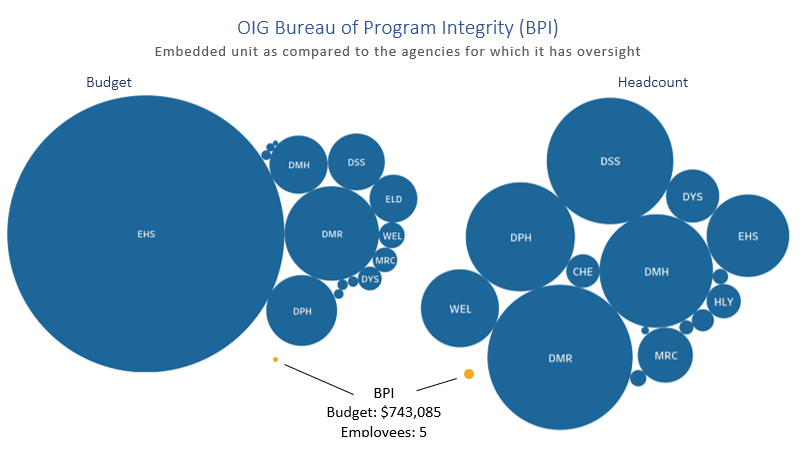 OIG Bureau of Program Integrity (BPI)
Embedded unit as compared to the agencies for which it has oversight
Budget
Headcount
EHS
DMH
DSS
ELD
DMR
WEL
MRC
DYS
DPH
DSS
DYS
DPH
EHS
CHE
DMH
WEL
HLY
DMR
MRC
BPI
Budget: $743,085
Employees: 5